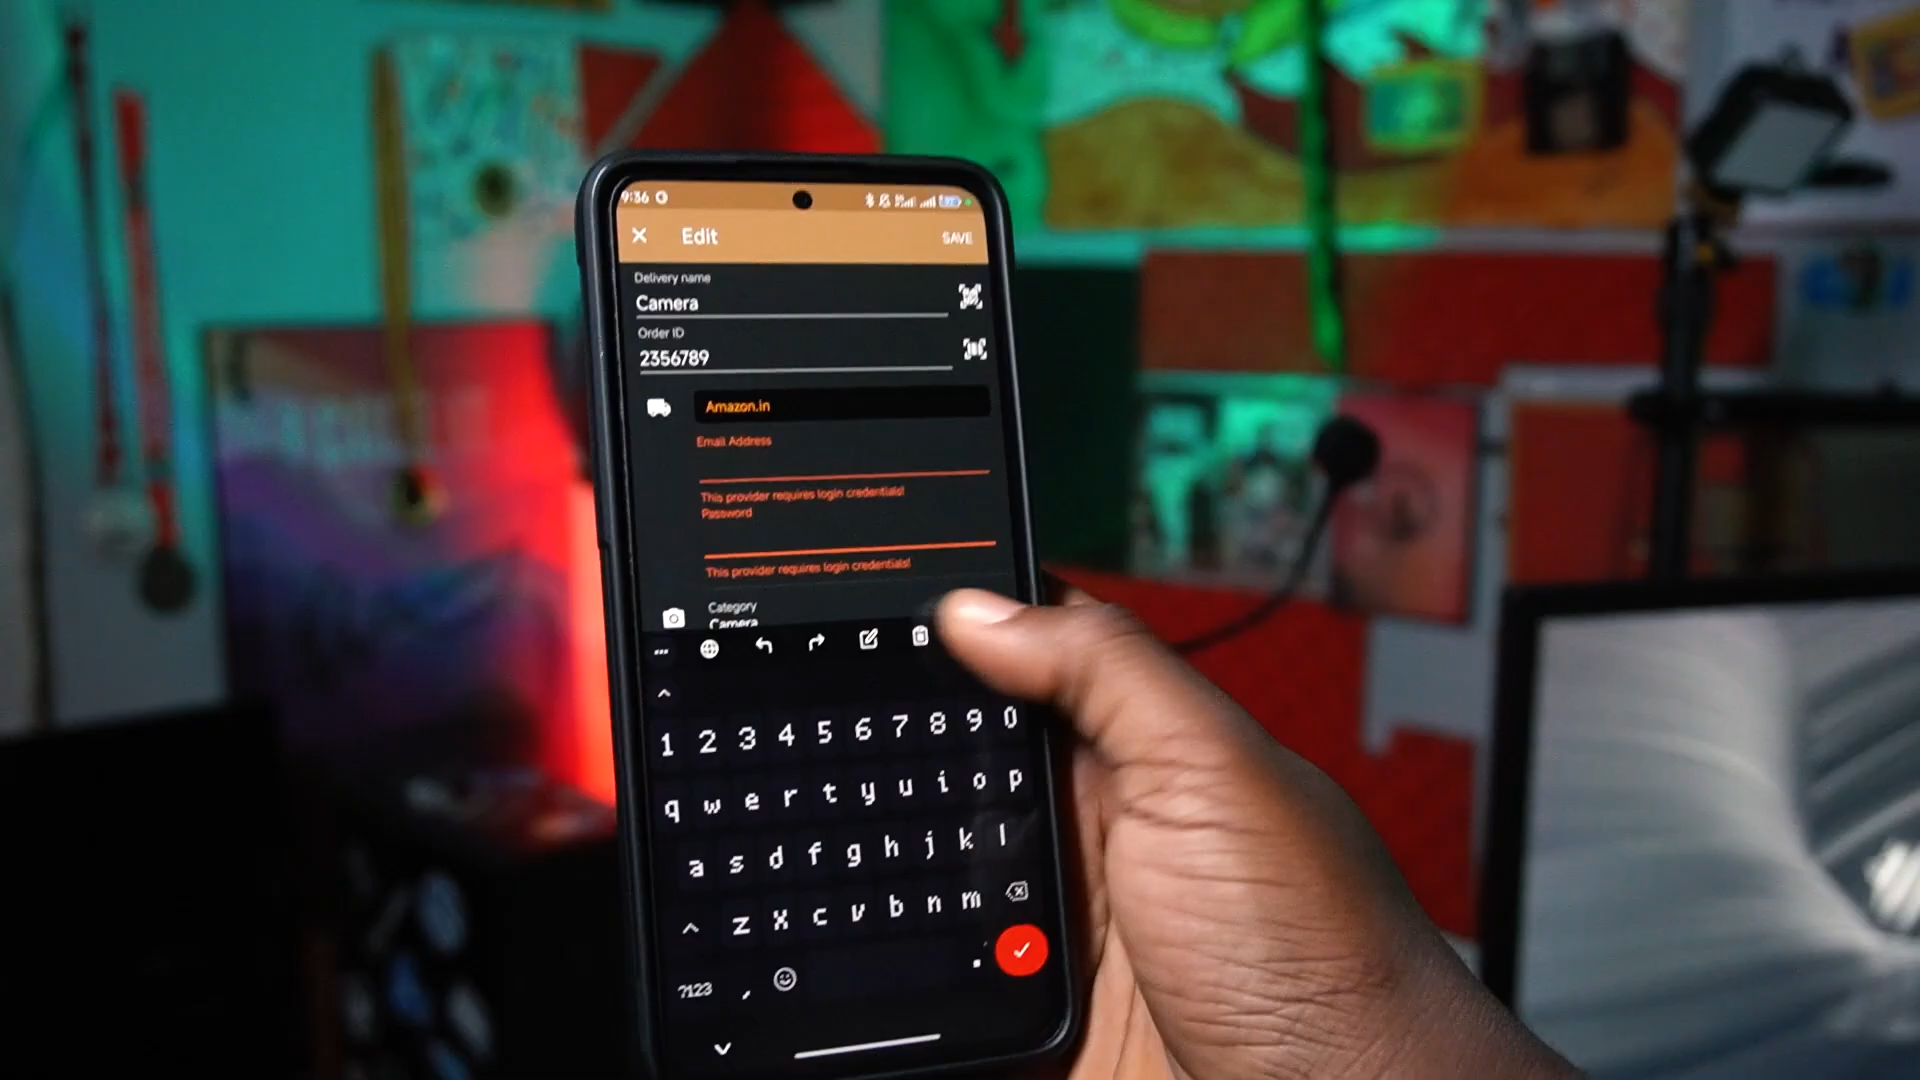 9:36
Edit
SAVE
Delivery name
Camera
Order ID
2356789
Amazon.in
Email Address
This provider requires login credentials!
Password
This provider requires login credentials!
Category
Camera
1 2 3 4 5 6 7 8 9 0
q w e r t y u i o p
a s d f g h j k l
z x c v b n m
?123 , .